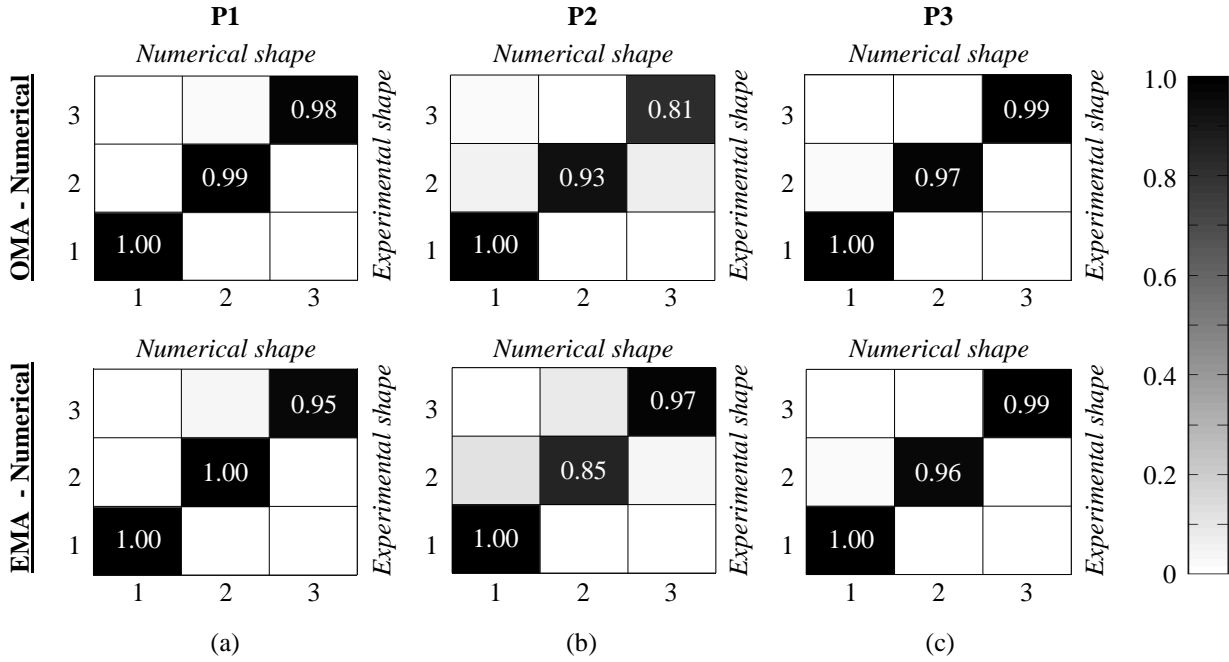 P1 P2 P3
Numerical shape Numerical shape Numerical shape
OMA - Numerical
3 0.98 3 0.81 3 0.99
2 0.99 2 0.93 2 0.97
1 1.00 1 1.00 1 1.00
1 2 3 1 2 3 1 2 3
Experimental shape Experimental shape Experimental shape
Numerical shape Numerical shape Numerical shape
EMA - Numerical
3 0.95 3 0.97 3 0.99
2 1.00 2 0.85 2 0.96
1 1.00 1 1.00 1 1.00
1 2 3 1 2 3 1 2 3
Experimental shape Experimental shape Experimental shape
(a) (b) (c)
1.0
0.8
0.6
0.4
0.2
0